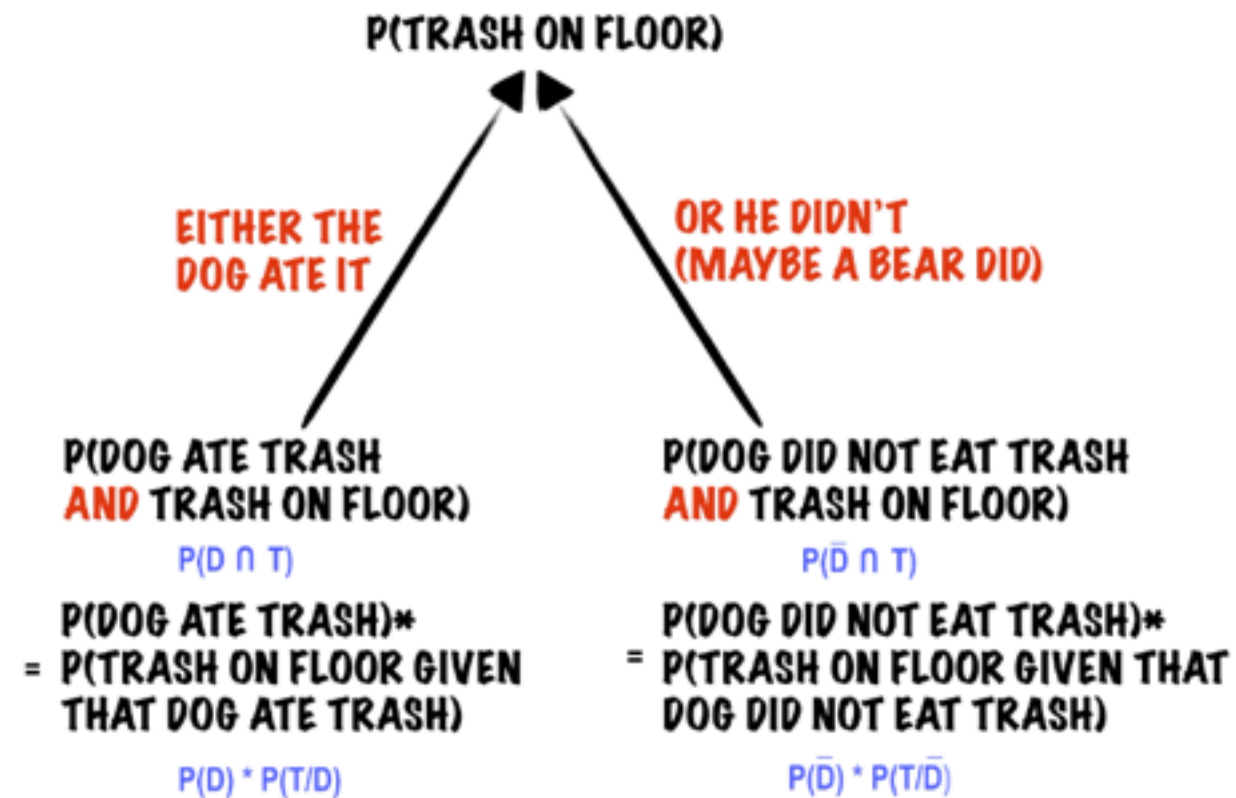 P(TRASH ON FLOOR)
EITHER THE
DOG ATE IT
OR HE DIDN'T
(MAYBE A BEAR DID)
P(DOG ATE TRASH
AND TRASH ON FLOOR)
P(D ∩ T)
= P(DOG ATE TRASH)*
P(TRASH ON FLOOR GIVEN
THAT DOG ATE TRASH)
P(D) * P(T/D)
P(DOG DID NOT EAT TRASH
AND TRASH ON FLOOR)
P(D̄ ∩ T)
= P(DOG DID NOT EAT TRASH)*
P(TRASH ON FLOOR GIVEN THAT
DOG DID NOT EAT TRASH)
P(D̄) * P(T/D̄)